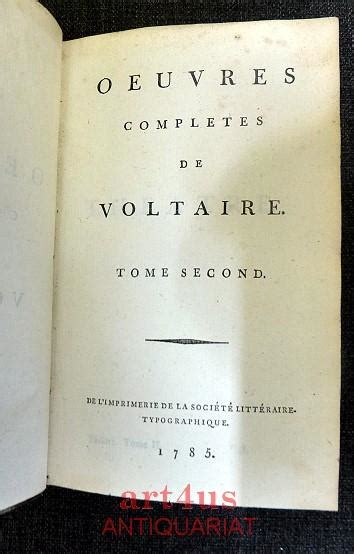 OEUVRES
COMPLETES
DE
VOLTAIRE.
TOME SECOND.
DE L'IMPRIMERIE DE LA SOCIÉTÉ LITTÉRAIRE-
TYPOGRAPHIQUE.
1785.
art4us
ANTIQUARIAT